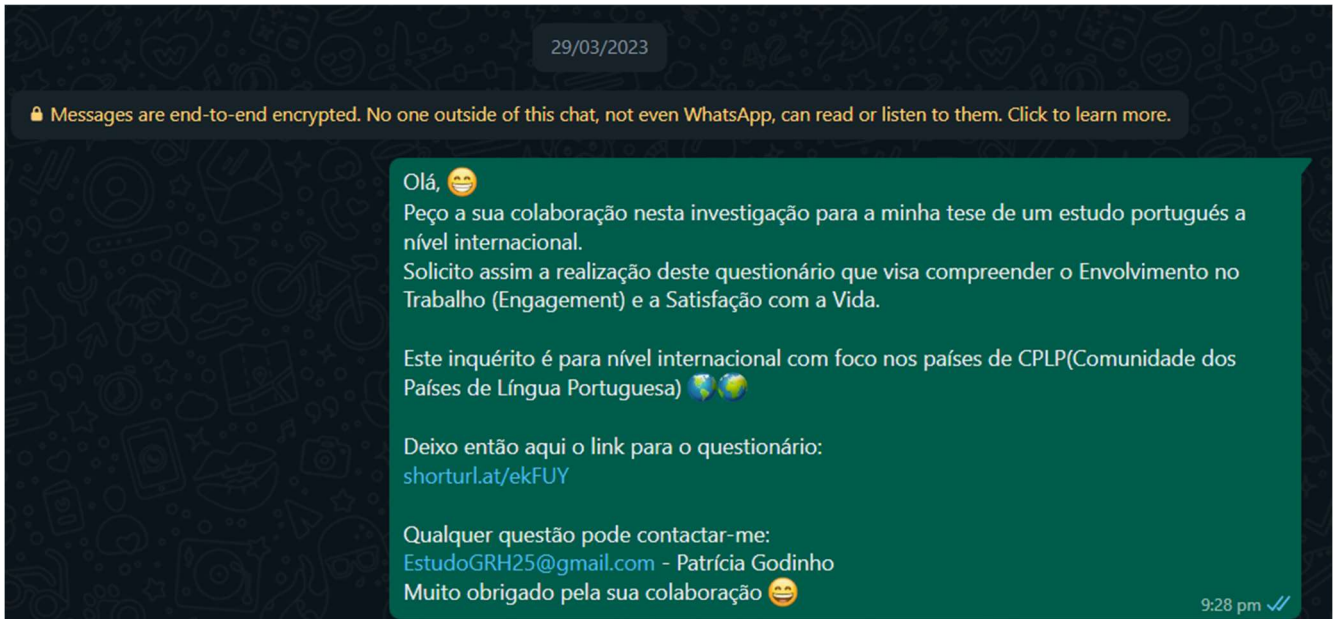 29/03/2023
🔒 Messages are end-to-end encrypted. No one outside of this chat, not even WhatsApp, can read or listen to them. Click to learn more.
Olá, 😁
Peço a sua colaboração nesta investigação para a minha tese de um estudo portugués a
nível internacional.
Solicito assim a realização deste questionário que visa compreender o Envolvimento no
Trabalho (Engagement) e a Satisfação com a Vida.
Este inquérito é para nível internacional com foco nos países de CPLP(Comunidade dos
Países de Língua Portuguesa) 🌎🌍
Deixo então aqui o link para o questionário:
shorturl.at/ekFUY
Qualquer questão pode contactar-me:
EstudoGRH25@gmail.com - Patrícia Godinho
Muito obrigado pela sua colaboração 😄
9:28 pm